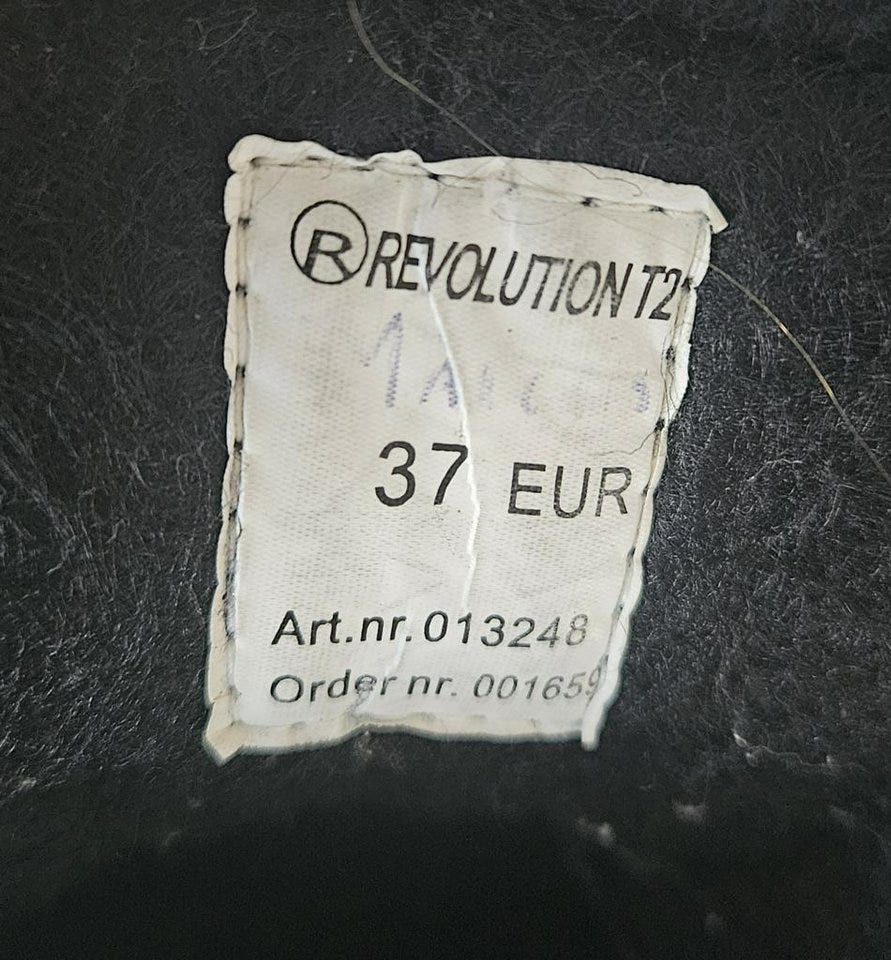 ® REVOLUTION T2
37 EUR
Art.nr.013248
Order nr. 001659